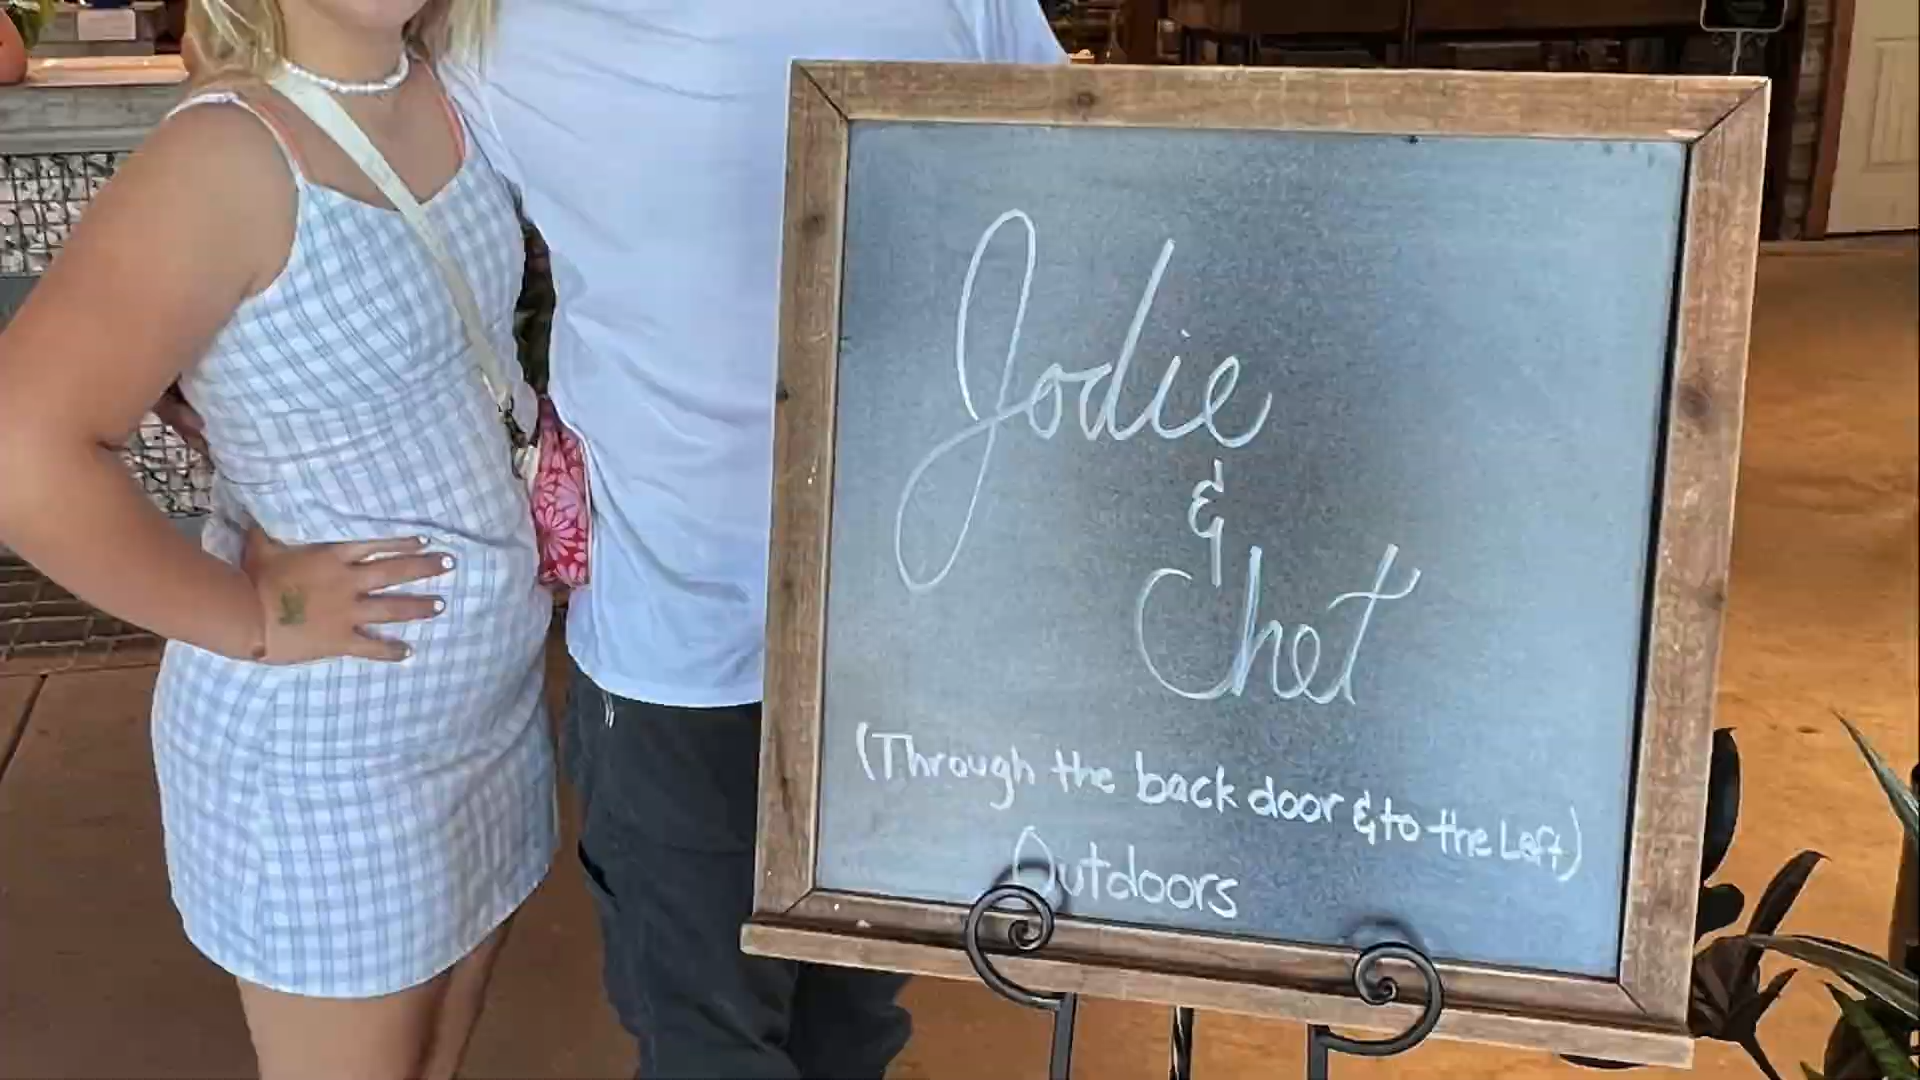 Jodie
&
Chet
(Through the back door & to the Left)
Outdoors